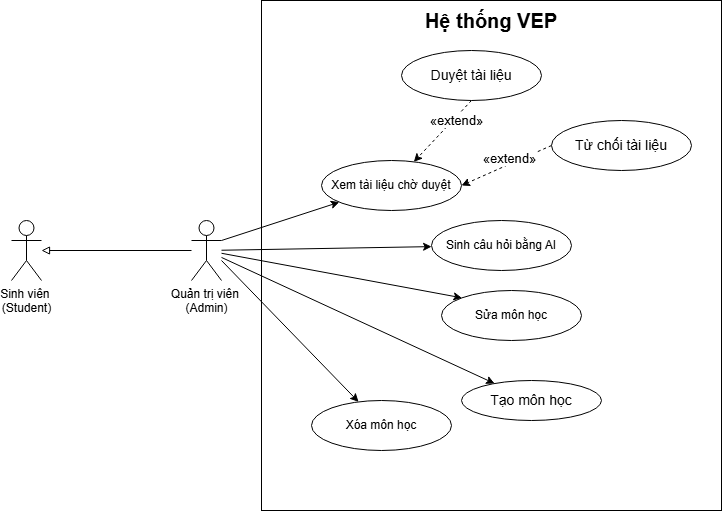 Hệ thống VEP
Duyệt tài liệu
«extend»
Từ chối tài liệu
«extend»
Xem tài liệu chờ duyệt
Sinh câu hỏi bằng AI
Sinh viên
(Student)
Quản trị viên
(Admin)
Sửa môn học
Tạo môn học
Xóa môn học